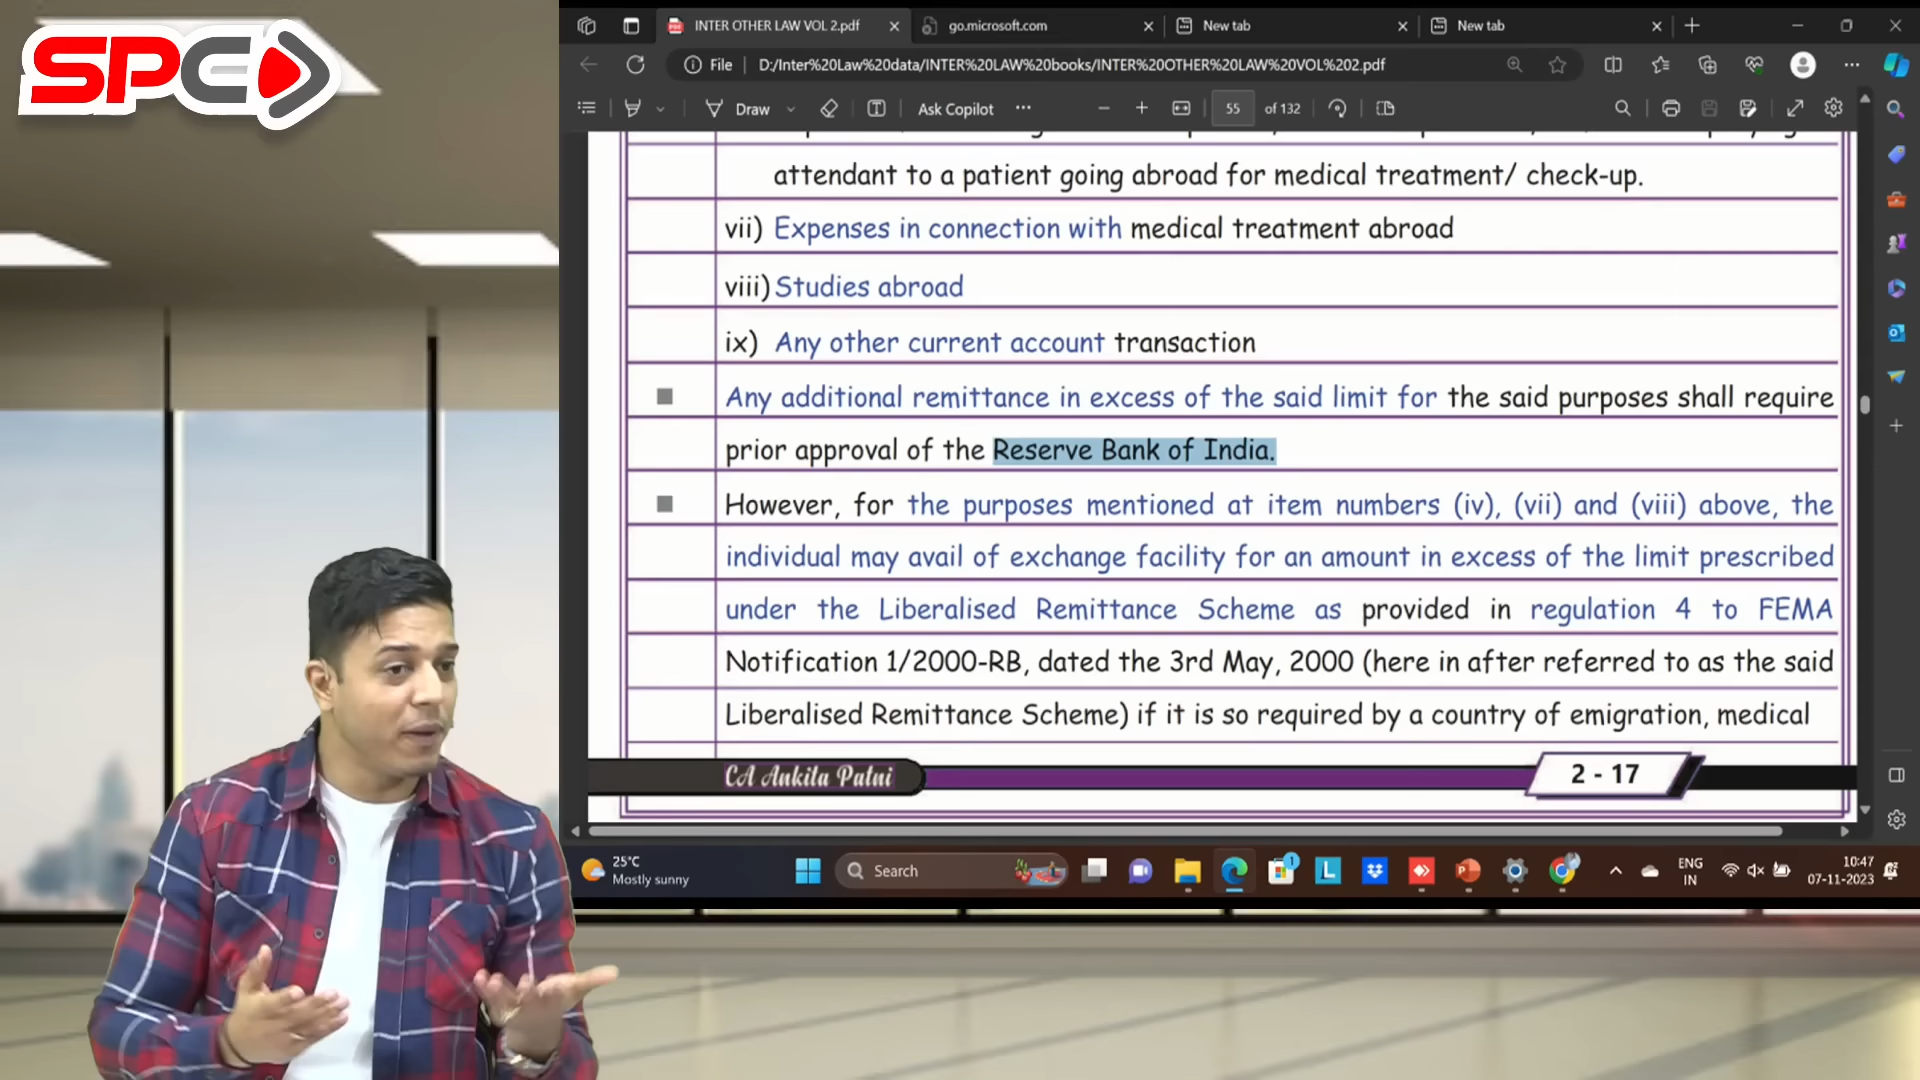 SPC
INTER OTHER LAW VOL 2.pdf
go.microsoft.com
New tab
New tab
File
D:/Inter%20Law%20data/INTER%20LAW%20books/INTER%20OTHER%20LAW%20VOL%202.pdf
Draw
Ask Copilot
55
of 132
attendant to a patient going abroad for medical treatment/ check-up.
vii) Expenses in connection with medical treatment abroad
viii) Studies abroad
ix) Any other current account transaction
Any additional remittance in excess of the said limit for the said purposes shall require
prior approval of the Reserve Bank of India.
However, for the purposes mentioned at item numbers (iv), (vii) and (viii) above, the
individual may avail of exchange facility for an amount in excess of the limit prescribed
under the Liberalised Remittance Scheme as provided in regulation 4 to FEMA
Notification 1/2000-RB, dated the 3rd May, 2000 (here in after referred to as the said
Liberalised Remittance Scheme) if it is so required by a country of emigration, medical
CA Ankita Patni
2 - 17
25°C
Mostly sunny
Search
1
L
ENG
IN
10:47
07-11-2023